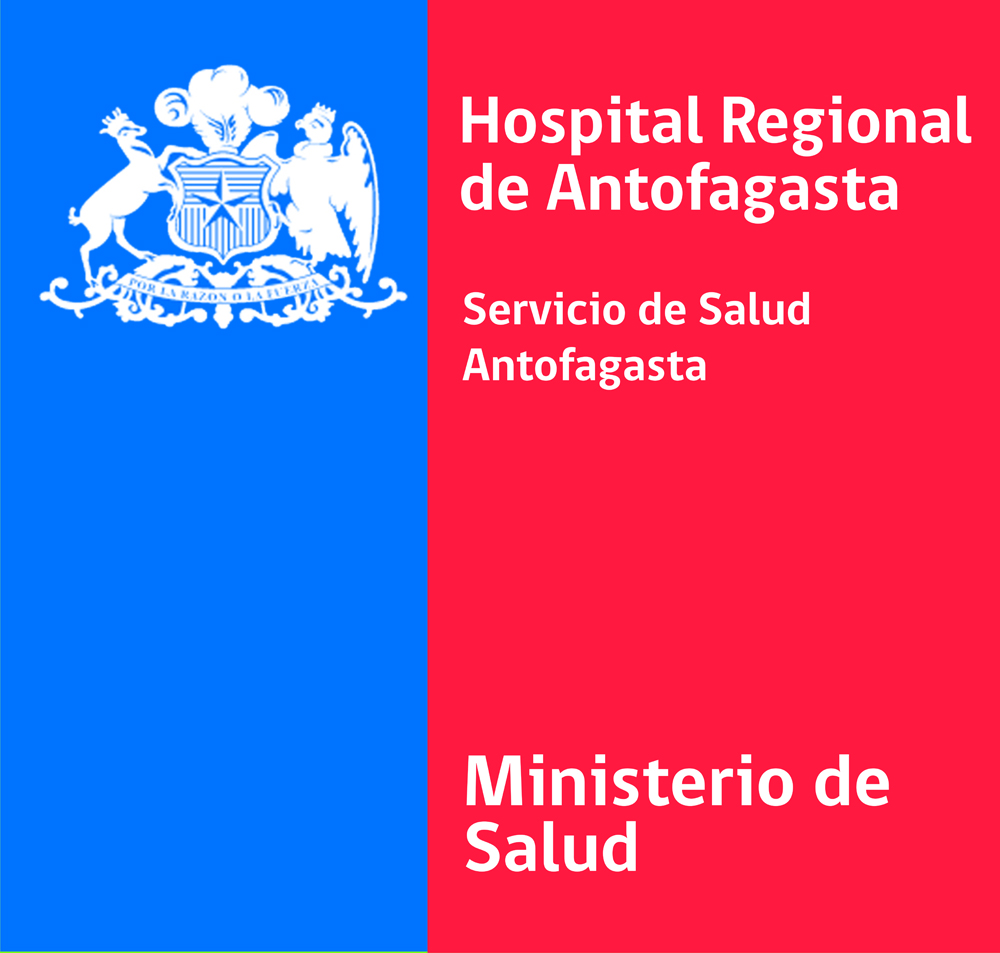 POR LA RAZON O LA FUERZA
Hospital Regional
de Antofagasta
Servicio de Salud
Antofagasta
Ministerio de
Salud